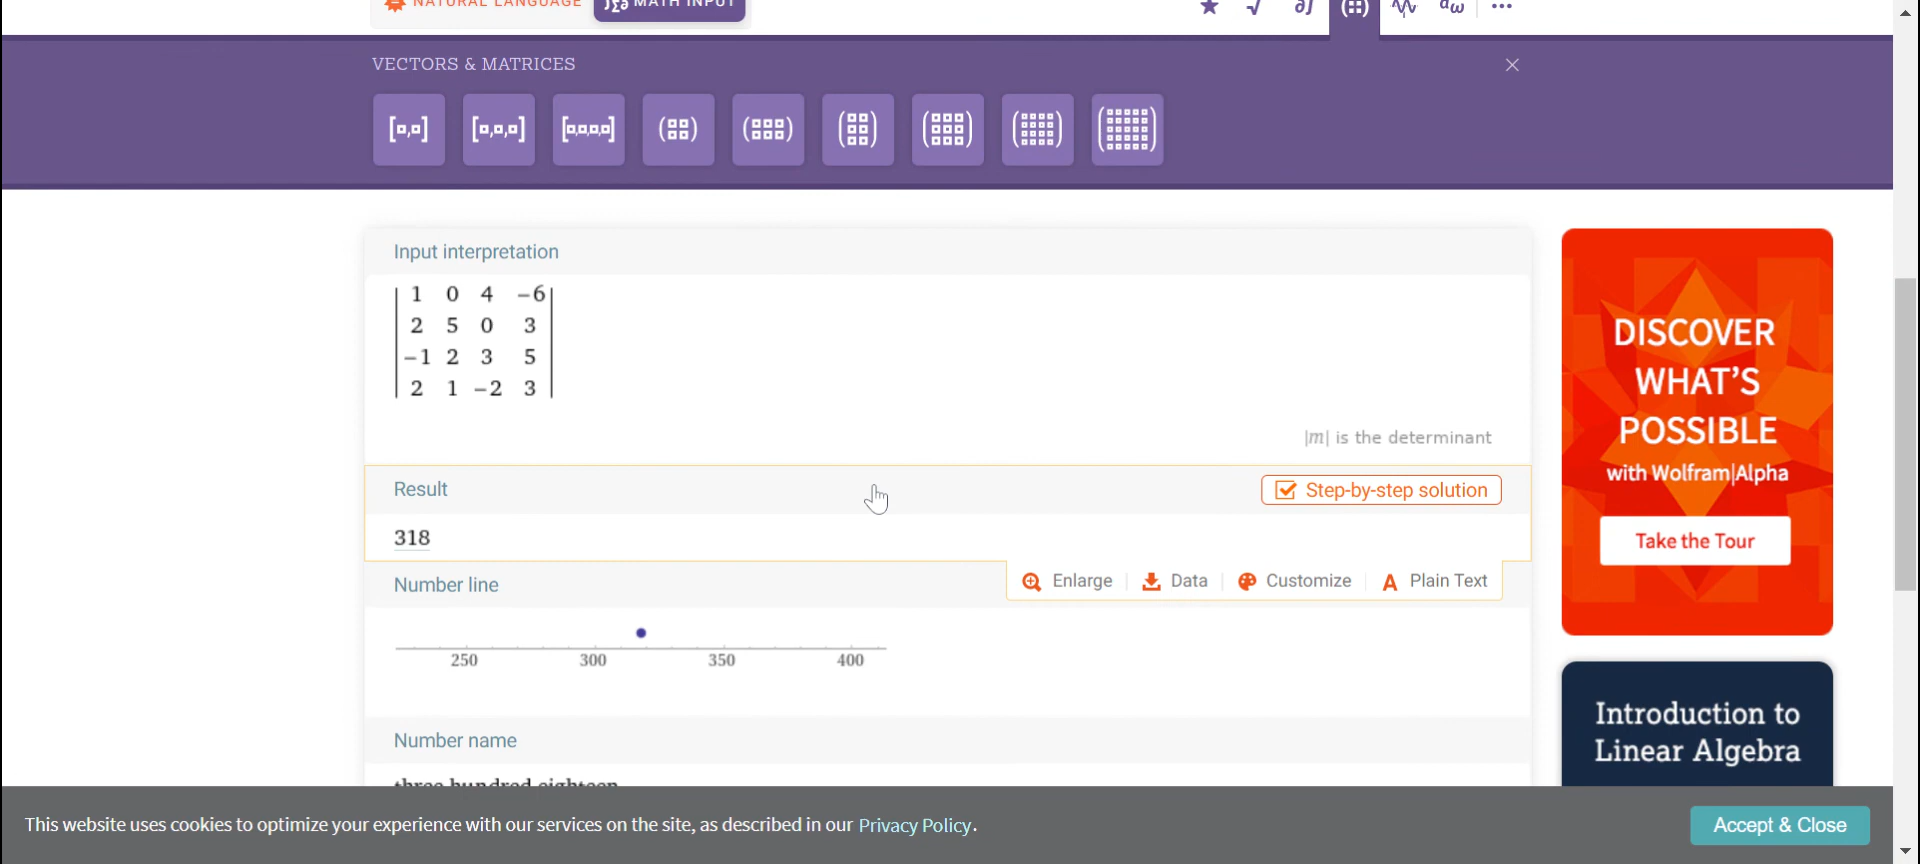 NATURAL LANGUAGE
MATH INPUT
VECTORS & MATRICES
Input interpretation
1 0 4 −6
2 5 0 3
−1 2 3 5
2 1 −2 3
|m| is the determinant
Result
Step-by-step solution
318
Number line
Enlarge
Data
Customize
A Plain Text
250 300 350 400
Number name
three hundred eighteen
DISCOVER
WHAT'S
POSSIBLE
with Wolfram|Alpha
Take the Tour
Introduction to
Linear Algebra
This website uses cookies to optimize your experience with our services on the site, as described in our Privacy Policy.
Accept & Close